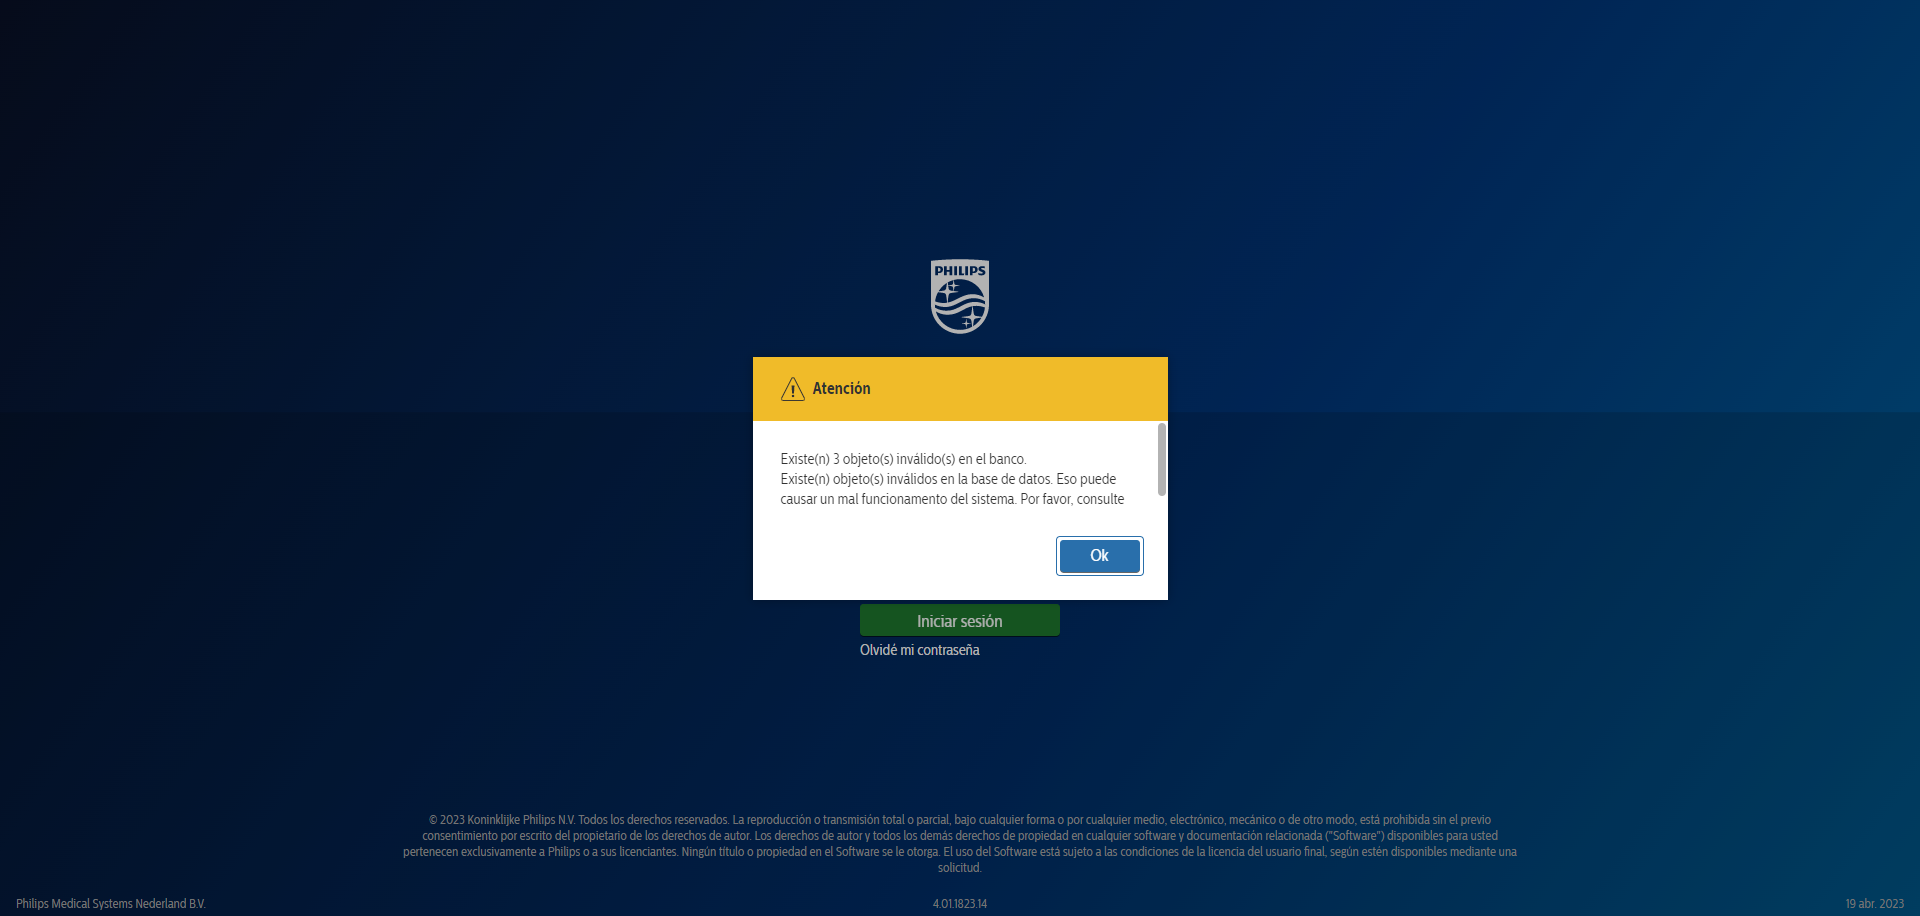 PHILIPS
Atención
Existe(n) 3 objeto(s) inválido(s) en el banco.
Existe(n) objeto(s) inválidos en la base de datos. Eso puede
causar un mal funcionamento del sistema. Por favor, consulte
Ok
Iniciar sesión
Olvidé mi contraseña
© 2023 Koninklijke Philips N.V. Todos los derechos reservados. La reproducción o transmisión total o parcial, bajo cualquier forma o por cualquier medio, electrónico, mecánico o de otro modo, está prohibida sin el previo
consentimiento por escrito del propietario de los derechos de autor. Los derechos de autor y todos los demás derechos de propiedad en cualquier software y documentación relacionada ("Software") disponibles para usted
pertenecen exclusivamente a Philips o a sus licenciantes. Ningún título o propiedad en el Software se le otorga. El uso del Software está sujeto a las condiciones de la licencia del usuario final, según estén disponibles mediante una
solicitud.
Philips Medical Systems Nederland B.V.
4.01.1823.14
19 abr. 2023